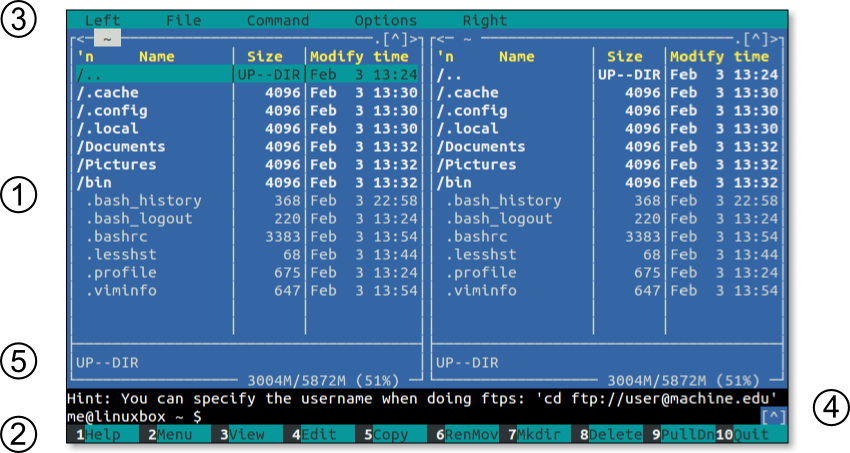 ③ Left File Command Options Right
<- ~ .[^]> <- ~ .[^]>
'n Name Size Modify time 'n Name Size Modify time
/.. UP--DIR Feb 3 13:24 /.. UP--DIR Feb 3 13:24
/.cache 4096 Feb 3 13:30 /.cache 4096 Feb 3 13:30
/.config 4096 Feb 3 13:30 /.config 4096 Feb 3 13:30
/.local 4096 Feb 3 13:30 /.local 4096 Feb 3 13:30
/Documents 4096 Feb 3 13:32 /Documents 4096 Feb 3 13:32
/Pictures 4096 Feb 3 13:32 /Pictures 4096 Feb 3 13:32
① /bin 4096 Feb 3 13:32 /bin 4096 Feb 3 13:32
.bash_history 368 Feb 3 22:58 .bash_history 368 Feb 3 22:58
.bash_logout 220 Feb 3 13:24 .bash_logout 220 Feb 3 13:24
.bashrc 3383 Feb 3 13:54 .bashrc 3383 Feb 3 13:54
.lesshst 68 Feb 3 13:44 .lesshst 68 Feb 3 13:44
.profile 675 Feb 3 13:24 .profile 675 Feb 3 13:24
.viminfo 647 Feb 3 13:54 .viminfo 647 Feb 3 13:54
⑤ UP--DIR UP--DIR
3004M/5872M (51%) 3004M/5872M (51%)
Hint: You can specify the username when doing ftps: 'cd ftp://user@machine.edu' ④
me@linuxbox ~ $ [^]
② 1Help 2Menu 3View 4Edit 5Copy 6RenMov 7Mkdir 8Delete 9PullDn 10Quit